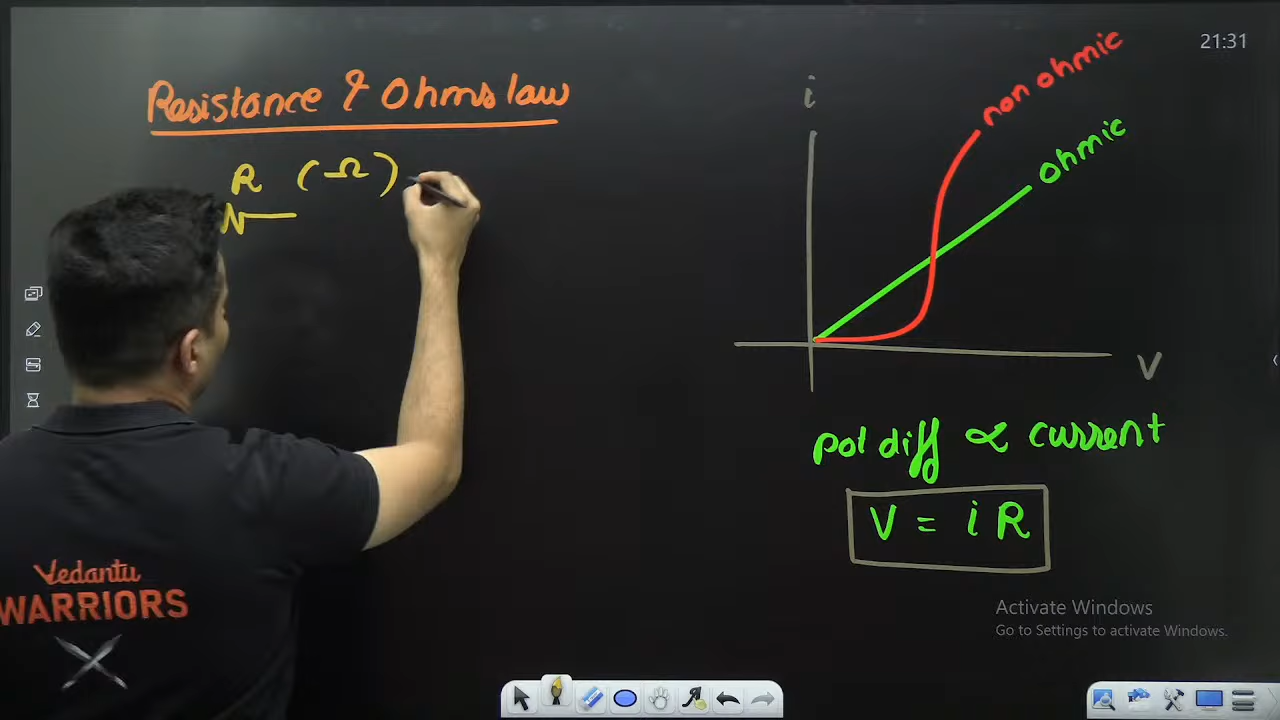 21:31
Resistance & Ohms law
R (Ω)
i
non ohmic
ohmic
V
pot diff ∝ current
V = i R
Vedantu
WARRIORS
Activate Windows
Go to Settings to activate Windows.